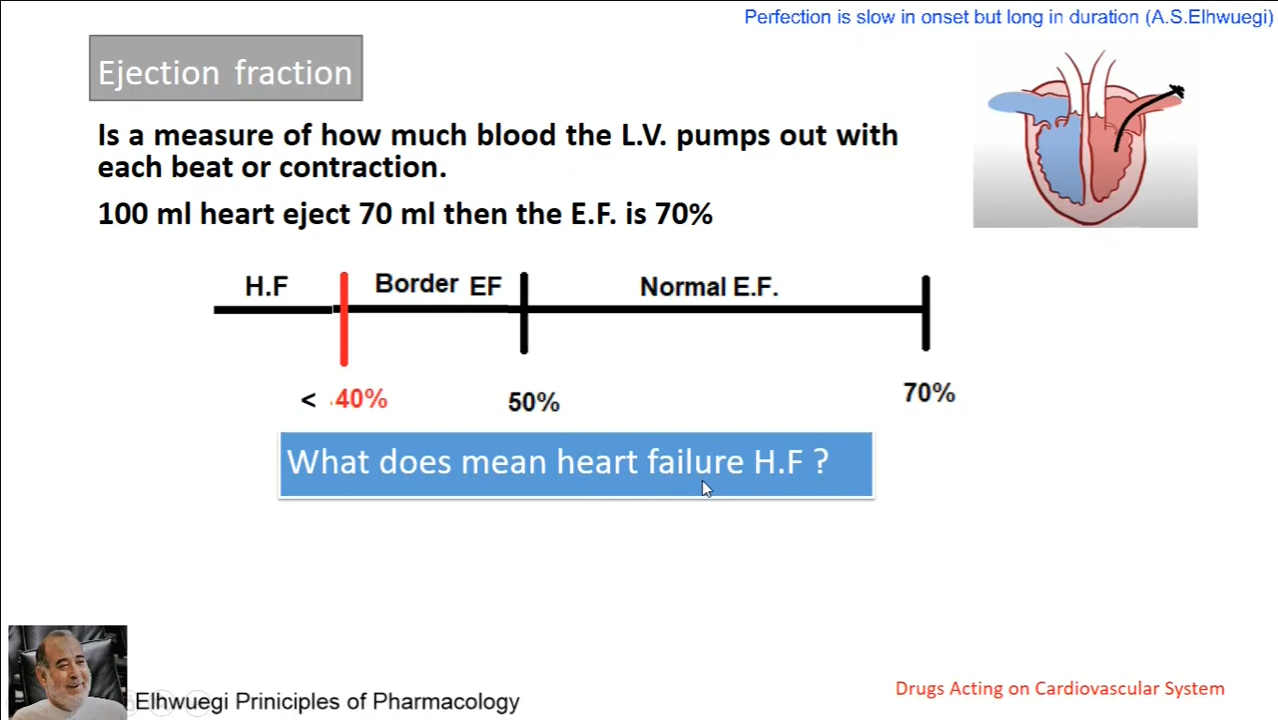 Perfection is slow in onset but long in duration (A.S.Elhwuegi)
Ejection fraction
Is a measure of how much blood the L.V. pumps out with
each beat or contraction.
100 ml heart eject 70 ml then the E.F. is 70%
H.F Border EF Normal E.F.
< 40% 50% 70%
What does mean heart failure H.F ?
Elhwuegi Priniciples of Pharmacology
Drugs Acting on Cardiovascular System